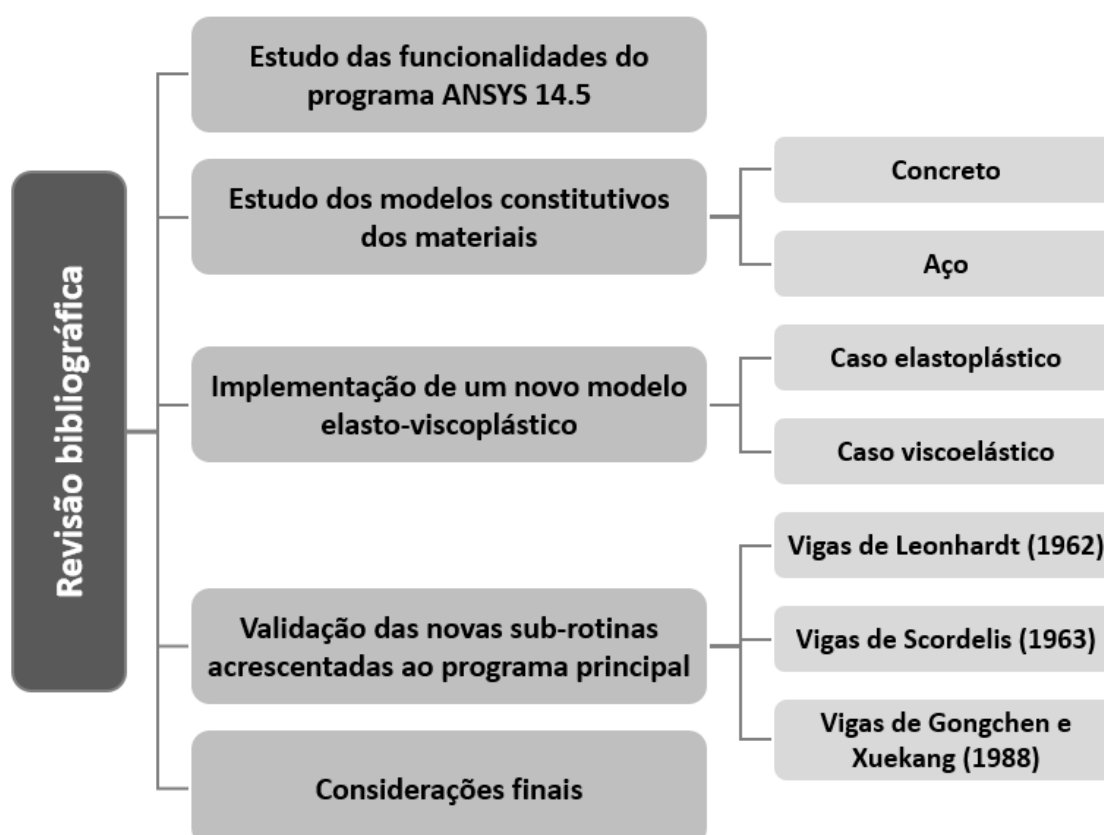 Revisão bibliográfica
Estudo das funcionalidades do
programa ANSYS 14.5
Estudo dos modelos constitutivos
dos materiais
Concreto
Aço
Implementação de um novo modelo
elasto-viscoplástico
Caso elastoplástico
Caso viscoelástico
Validação das novas sub-rotinas
acrescentadas ao programa principal
Vigas de Leonhardt (1962)
Vigas de Scordelis (1963)
Vigas de Gongchen e
Xuekang (1988)
Considerações finais